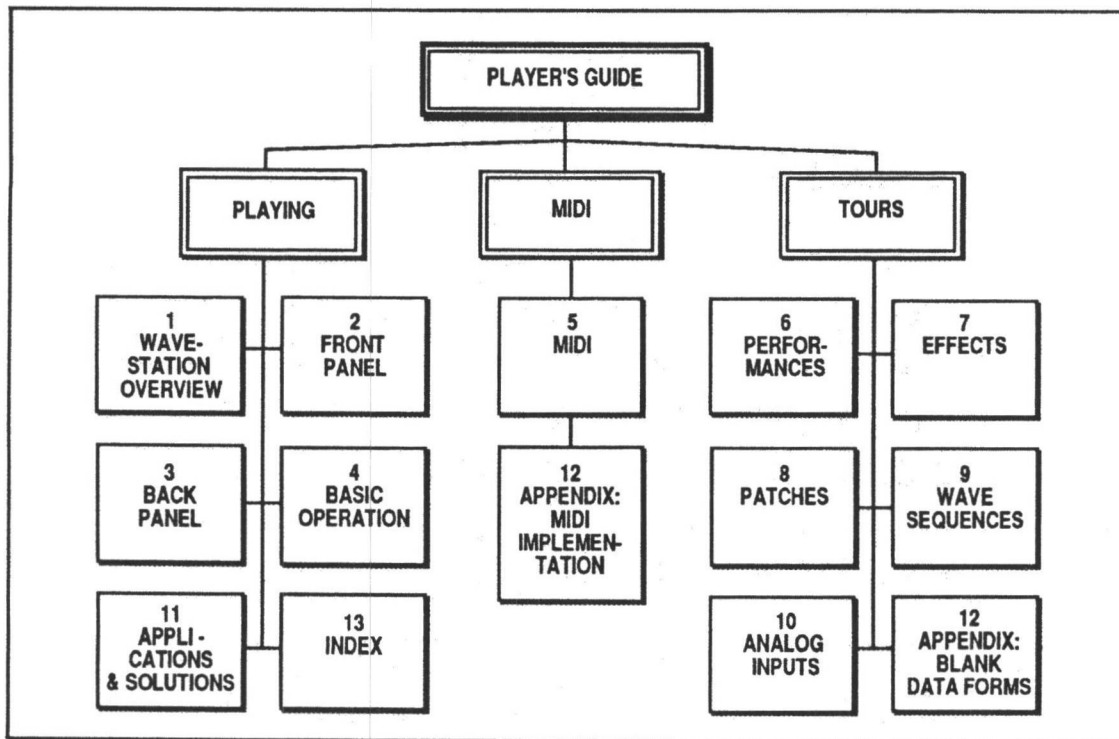 PLAYER'S GUIDE
PLAYING
MIDI
TOURS
1
WAVE-
STATION
OVERVIEW
2
FRONT
PANEL
3
BACK
PANEL
4
BASIC
OPERATION
11
APPLI -
CATIONS
& SOLUTIONS
13
INDEX
5
MIDI
12
APPENDIX:
MIDI
IMPLEMEN-
TATION
6
PERFOR-
MANCES
7
EFFECTS
8
PATCHES
9
WAVE
SEQUENCES
10
ANALOG
INPUTS
12
APPENDIX:
BLANK
DATA FORMS